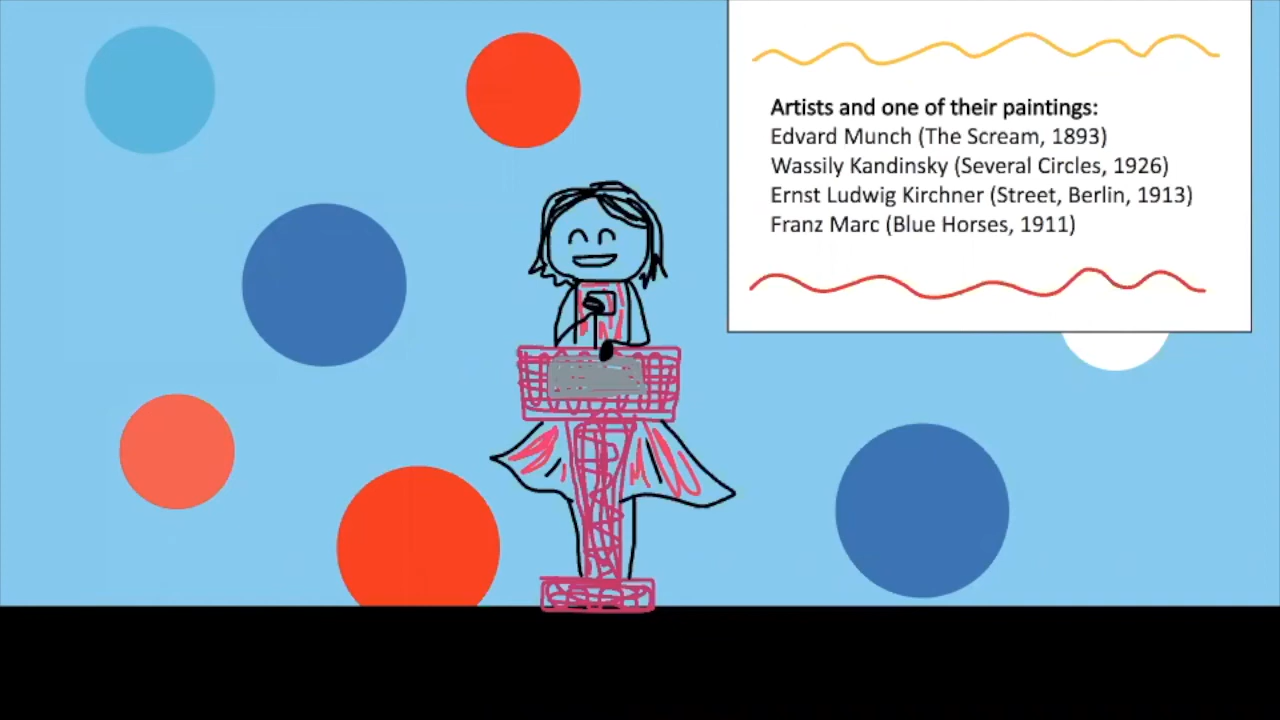 Artists and one of their paintings:
Edvard Munch (The Scream, 1893)
Wassily Kandinsky (Several Circles, 1926)
Ernst Ludwig Kirchner (Street, Berlin, 1913)
Franz Marc (Blue Horses, 1911)